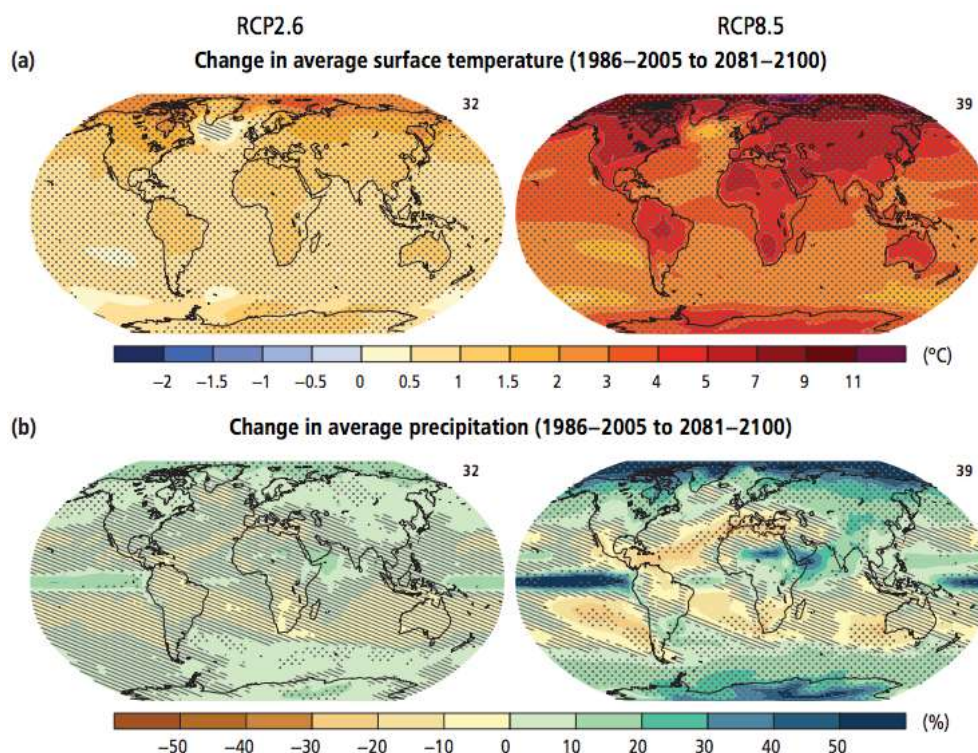 RCP2.6 RCP8.5
(a) Change in average surface temperature (1986–2005 to 2081–2100)
32 39
−2 −1.5 −1 −0.5 0 0.5 1 1.5 2 3 4 5 7 9 11 (°C)
(b) Change in average precipitation (1986–2005 to 2081–2100)
32 39
−50 −40 −30 −20 −10 0 10 20 30 40 50 (%)